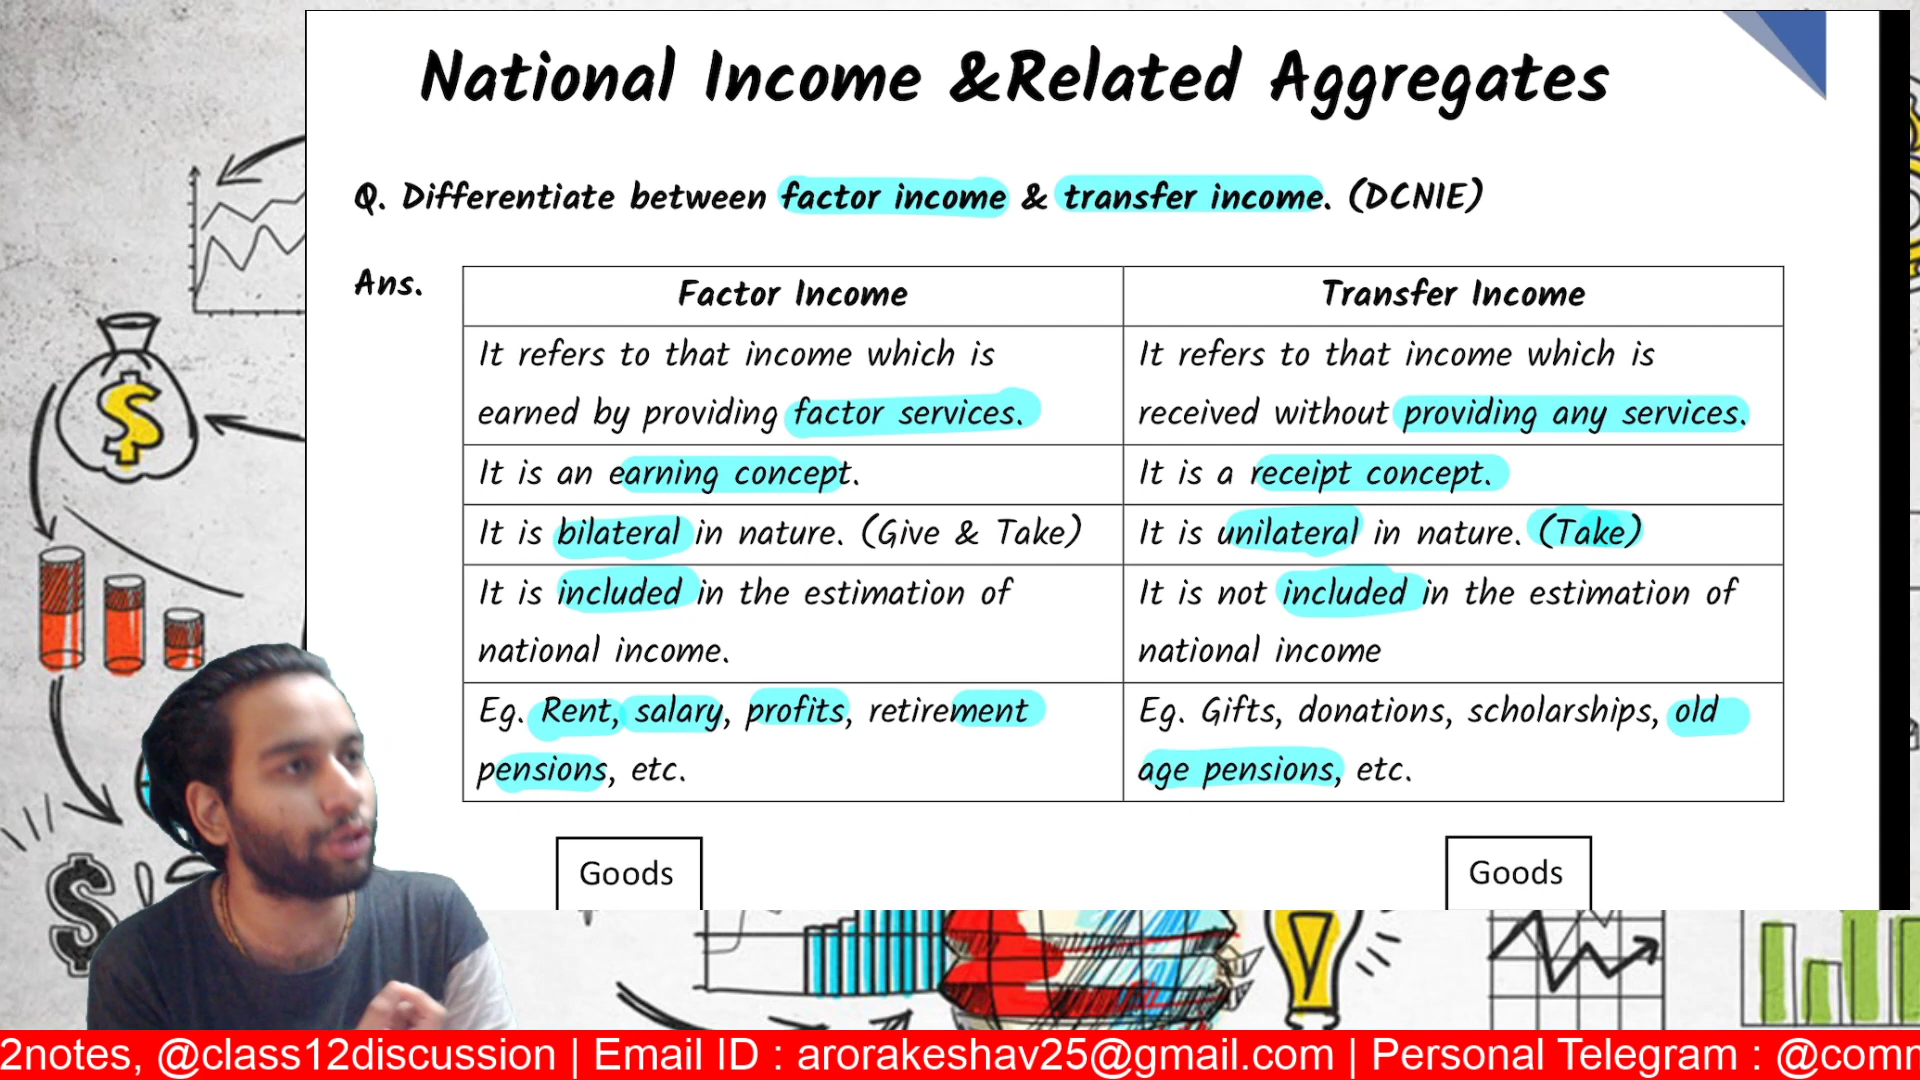 National Income &Related Aggregates
Q. Differentiate between factor income & transfer income. (DCNIE)
Ans.
Factor Income
Transfer Income
It refers to that income which is
earned by providing factor services.
It refers to that income which is
received without providing any services.
It is an earning concept.
It is a receipt concept.
It is bilateral in nature. (Give & Take)
It is unilateral in nature. (Take)
It is included in the estimation of
national income.
It is not included in the estimation of
national income
Eg. Rent, salary, profits, retirement
pensions, etc.
Eg. Gifts, donations, scholarships, old
age pensions, etc.
Goods
Goods
2notes, @class12discussion | Email ID : arorakeshav25@gmail.com | Personal Telegram : @comm